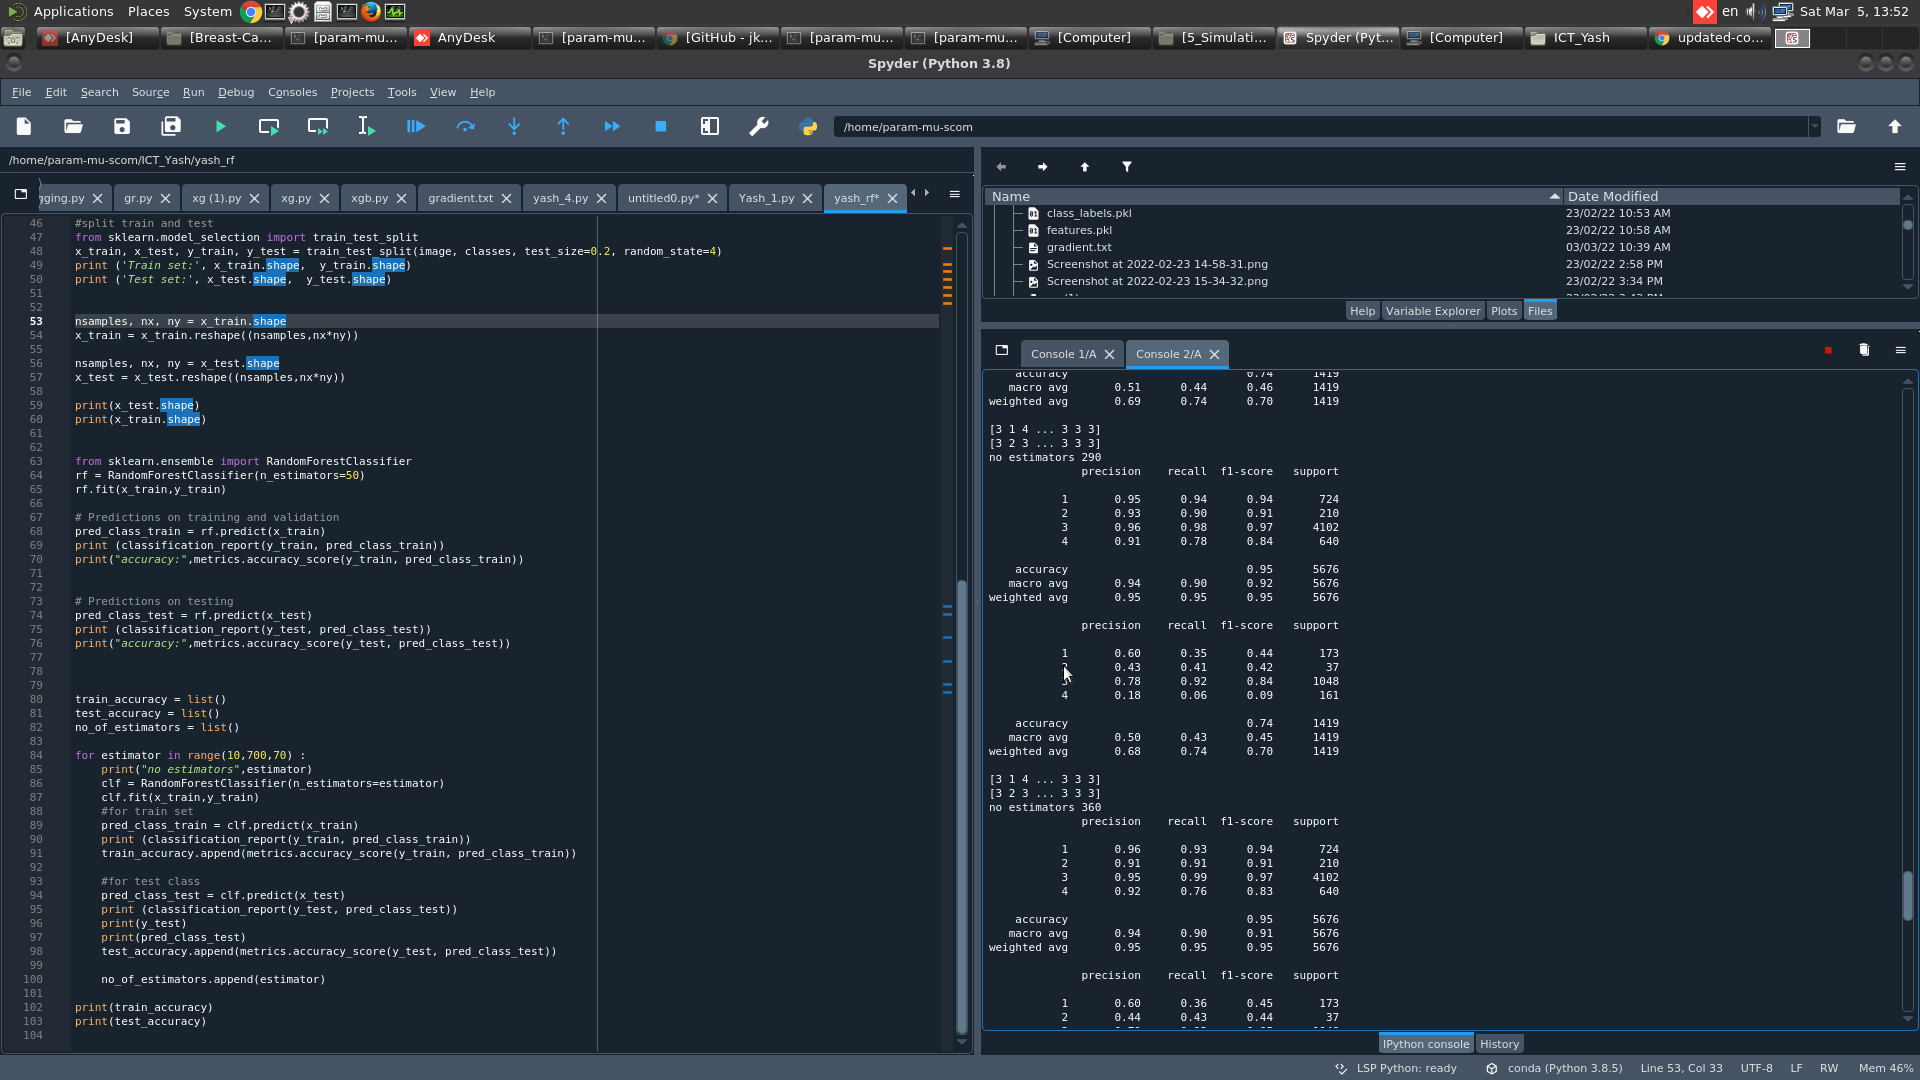 Applications Places System en Sat Mar 5, 13:52
[AnyDesk] [Breast-Ca... [param-mu... AnyDesk [param-mu... [GitHub - jk... [param-mu... [param-mu... [Computer] [5_Simulati... Spyder (Pyt... [Computer] ICT_Yash updated-co...
Spyder (Python 3.8)
File Edit Search Source Run Debug Consoles Projects Tools View Help
/home/param-mu-scom
/home/param-mu-scom/ICT_Yash/yash_rf
gging.py gr.py xg (1).py xg.py xgb.py gradient.txt yash_4.py untitled0.py* Yash_1.py yash_rf*
46 #split train and test
47 from sklearn.model_selection import train_test_split
48 x_train, x_test, y_train, y_test = train_test_split(image, classes, test_size=0.2, random_state=4)
49 print ('Train set:', x_train.shape, y_train.shape)
50 print ('Test set:', x_test.shape, y_test.shape)
51
52
53 nsamples, nx, ny = x_train.shape
54 x_train = x_train.reshape((nsamples,nx*ny))
55
56 nsamples, nx, ny = x_test.shape
57 x_test = x_test.reshape((nsamples,nx*ny))
58
59 print(x_test.shape)
60 print(x_train.shape)
61
62
63 from sklearn.ensemble import RandomForestClassifier
64 rf = RandomForestClassifier(n_estimators=50)
65 rf.fit(x_train,y_train)
66
67 # Predictions on training and validation
68 pred_class_train = rf.predict(x_train)
69 print (classification_report(y_train, pred_class_train))
70 print("accuracy:",metrics.accuracy_score(y_train, pred_class_train))
71
72
73 # Predictions on testing
74 pred_class_test = rf.predict(x_test)
75 print (classification_report(y_test, pred_class_test))
76 print("accuracy:",metrics.accuracy_score(y_test, pred_class_test))
77
78
79
80 train_accuracy = list()
81 test_accuracy = list()
82 no_of_estimators = list()
83
84 for estimator in range(10,700,70) :
85 print("no estimators",estimator)
86 clf = RandomForestClassifier(n_estimators=estimator)
87 clf.fit(x_train,y_train)
88 #for train set
89 pred_class_train = clf.predict(x_train)
90 print (classification_report(y_train, pred_class_train))
91 train_accuracy.append(metrics.accuracy_score(y_train, pred_class_train))
92
93 #for test class
94 pred_class_test = clf.predict(x_test)
95 print (classification_report(y_test, pred_class_test))
96 print(y_test)
97 print(pred_class_test)
98 test_accuracy.append(metrics.accuracy_score(y_test, pred_class_test))
99
100 no_of_estimators.append(estimator)
101
102 print(train_accuracy)
103 print(test_accuracy)
104
Name Date Modified
class_labels.pkl 23/02/22 10:53 AM
features.pkl 23/02/22 10:58 AM
gradient.txt 03/03/22 10:39 AM
Screenshot at 2022-02-23 14-58-31.png 23/02/22 2:58 PM
Screenshot at 2022-02-23 15-34-32.png 23/02/22 3:34 PM
Help Variable Explorer Plots Files
Console 1/A Console 2/A
accuracy 0.74 1419
macro avg 0.51 0.44 0.46 1419
weighted avg 0.69 0.74 0.70 1419
[3 1 4 ... 3 3 3]
[3 2 3 ... 3 3 3]
no estimators 290
precision recall f1-score support
1 0.95 0.94 0.94 724
2 0.93 0.90 0.91 210
3 0.96 0.98 0.97 4102
4 0.91 0.78 0.84 640
accuracy 0.95 5676
macro avg 0.94 0.90 0.92 5676
weighted avg 0.95 0.95 0.95 5676
precision recall f1-score support
1 0.60 0.35 0.44 173
0.43 0.41 0.42 37
0.78 0.92 0.84 1048
4 0.18 0.06 0.09 161
accuracy 0.74 1419
macro avg 0.50 0.43 0.45 1419
weighted avg 0.68 0.74 0.70 1419
[3 1 4 ... 3 3 3]
[3 2 3 ... 3 3 3]
no estimators 360
precision recall f1-score support
1 0.96 0.93 0.94 724
2 0.91 0.91 0.91 210
3 0.95 0.99 0.97 4102
4 0.92 0.76 0.83 640
accuracy 0.95 5676
macro avg 0.94 0.90 0.91 5676
weighted avg 0.95 0.95 0.95 5676
precision recall f1-score support
1 0.60 0.36 0.45 173
2 0.44 0.43 0.44 37
IPython console History
LSP Python: ready conda (Python 3.8.5) Line 53, Col 33 UTF-8 LF RW Mem 46%